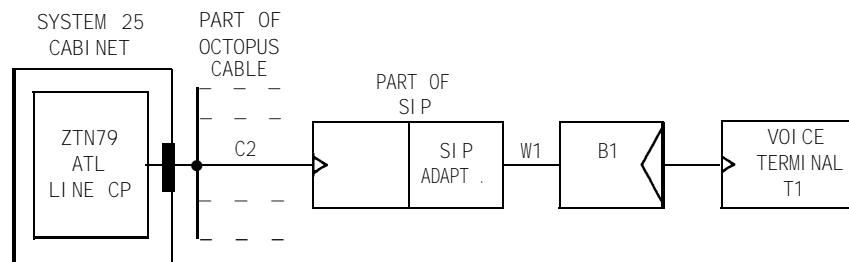 SYSTEM 25
CABINET
PART OF
OCTOPUS
CABLE
PART OF
SIP
ZTN79
ATL
LINE CP
C2
SIP
ADAPT.
W1
B1
VOICE
TERMINAL
T1